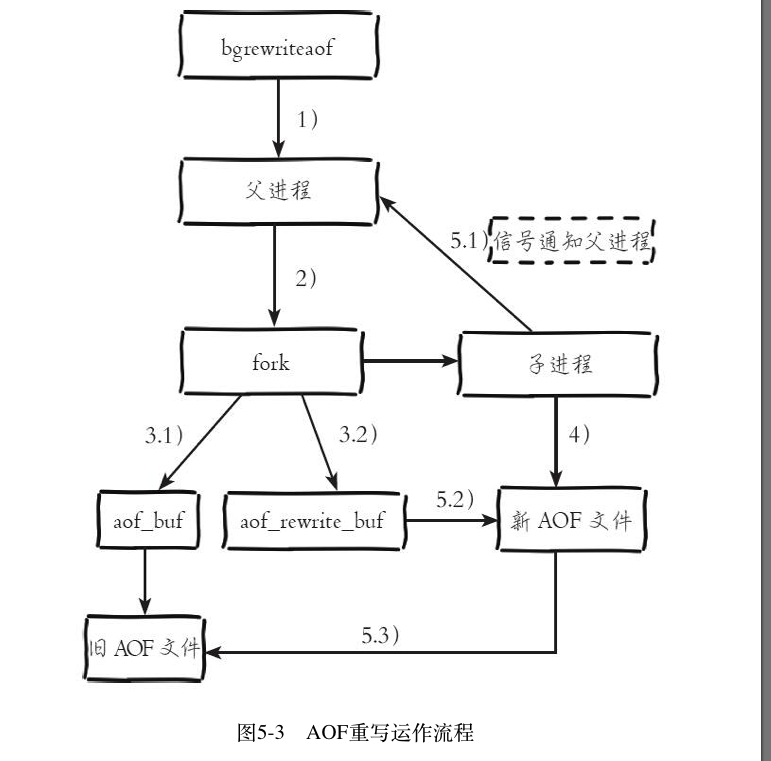 bgrewriteaof
1)
父进程
5.1)
信号通知父进程
2)
fork
子进程
3.1)
3.2)
4)
aof_buf
aof_rewrite_buf
5.2)
新 AOF 文件
5.3)
旧 AOF 文件
图5-3 AOF重写运作流程